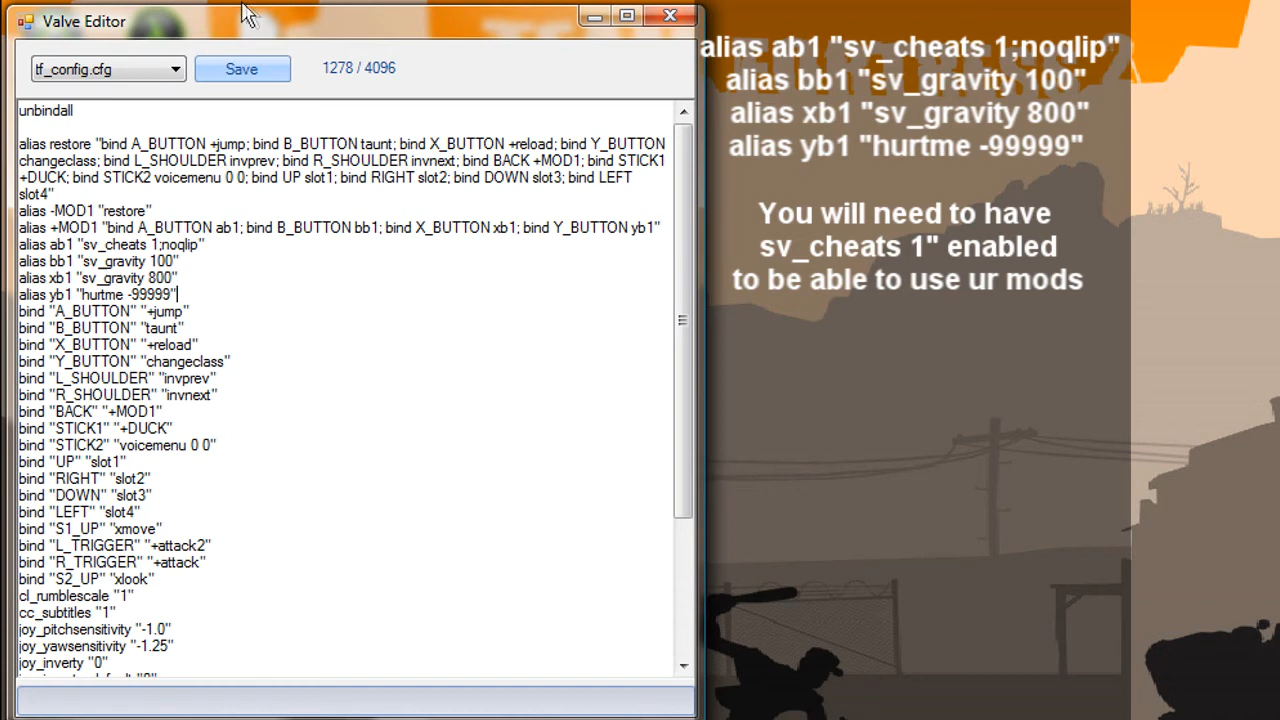 Valve Editor
tf_config.cfg
Save
1278 / 4096
unbindall
alias restore "bind A_BUTTON +jump; bind B_BUTTON taunt; bind X_BUTTON +reload; bind Y_BUTTON
changeclass; bind L_SHOULDER invprev; bind R_SHOULDER invnext; bind BACK +MOD1; bind STICK1
+DUCK; bind STICK2 voicemenu 0 0; bind UP slot1; bind RIGHT slot2; bind DOWN slot3; bind LEFT
slot4"
alias -MOD1 "restore"
alias +MOD1 "bind A_BUTTON ab1; bind B_BUTTON bb1; bind X_BUTTON xb1; bind Y_BUTTON yb1"
alias ab1 "sv_cheats 1;noqlip"
alias bb1 "sv_gravity 100"
alias xb1 "sv_gravity 800"
alias yb1 "hurtme -99999"
bind "A_BUTTON" "+jump"
bind "B_BUTTON" "taunt"
bind "X_BUTTON" "+reload"
bind "Y_BUTTON" "changeclass"
bind "L_SHOULDER" "invprev"
bind "R_SHOULDER" "invnext"
bind "BACK" "+MOD1"
bind "STICK1" "+DUCK"
bind "STICK2" "voicemenu 0 0"
bind "UP" "slot1"
bind "RIGHT" "slot2"
bind "DOWN" "slot3"
bind "LEFT" "slot4"
bind "S1_UP" "xmove"
bind "L_TRIGGER" "+attack2"
bind "R_TRIGGER" "+attack"
bind "S2_UP" "xlook"
cl_rumblescale "1"
cc_subtitles "1"
joy_pitchsensitivity "-1.0"
joy_yawsensitivity "-1.25"
joy_inverty "0"
alias ab1 "sv_cheats 1;noqlip"
alias bb1 "sv_gravity 100"
alias xb1 "sv_gravity 800"
alias yb1 "hurtme -99999"
You will need to have
sv_cheats 1" enabled
to be able to use ur mods